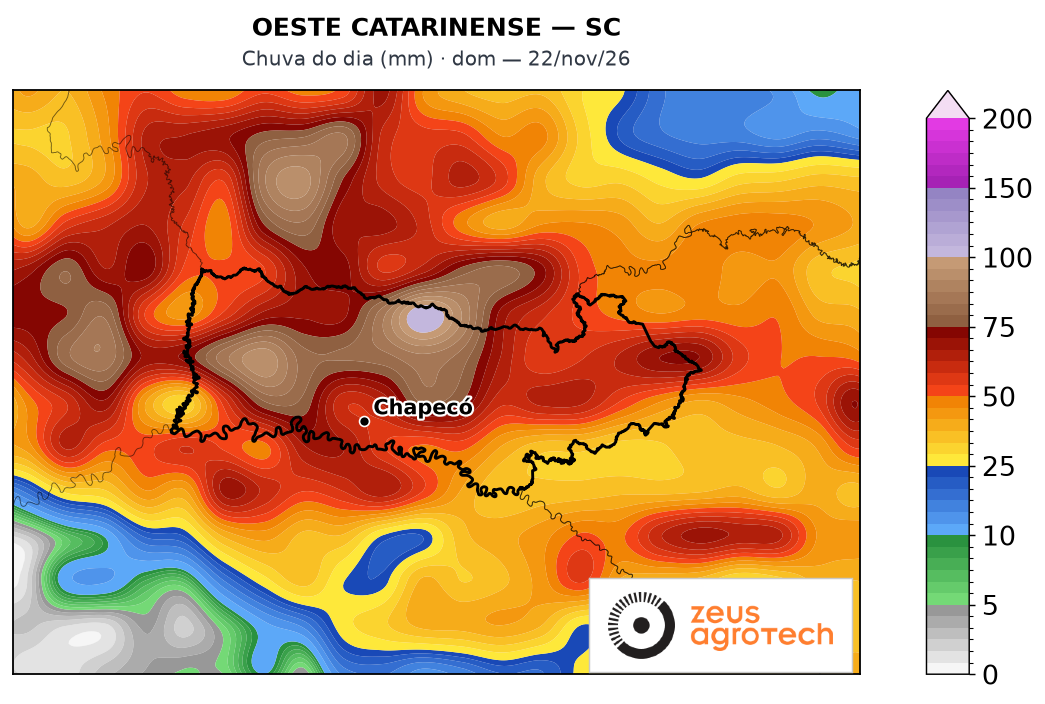 OESTE CATARINENSE — SC
Chuva do dia (mm) · dom — 22/nov/26
200
150
100
75
50
25
10
5
0
Chapecó
zeus
agrotech